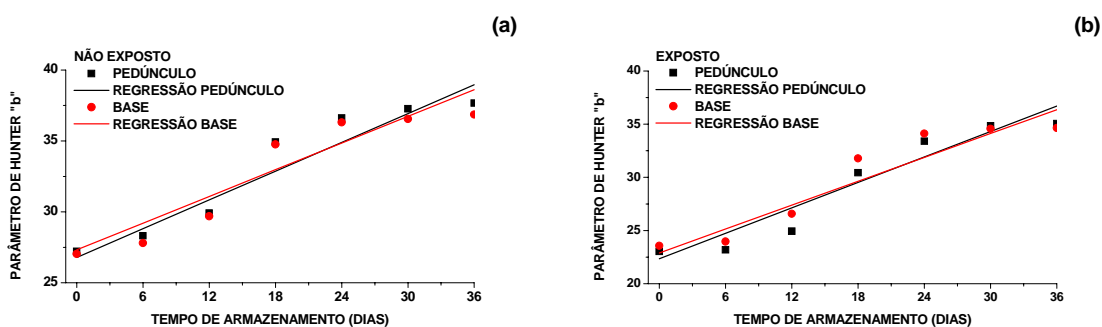 (a)
NÃO EXPOSTO
PEDÚNCULO
REGRESSÃO PEDÚNCULO
BASE
REGRESSÃO BASE
PARÂMETRO DE HUNTER "b"
40
35
30
25
0 6 12 18 24 30 36
TEMPO DE ARMAZENAMENTO (DIAS)
(b)
EXPOSTO
PEDÚNCULO
REGRESSÃO PEDÚNCULO
BASE
REGRESSÃO BASE
PARÂMETRO DE HUNTER "b"
40
35
30
25
20
0 6 12 18 24 30 36
TEMPO DE ARMAZENAMENTO (DIAS)